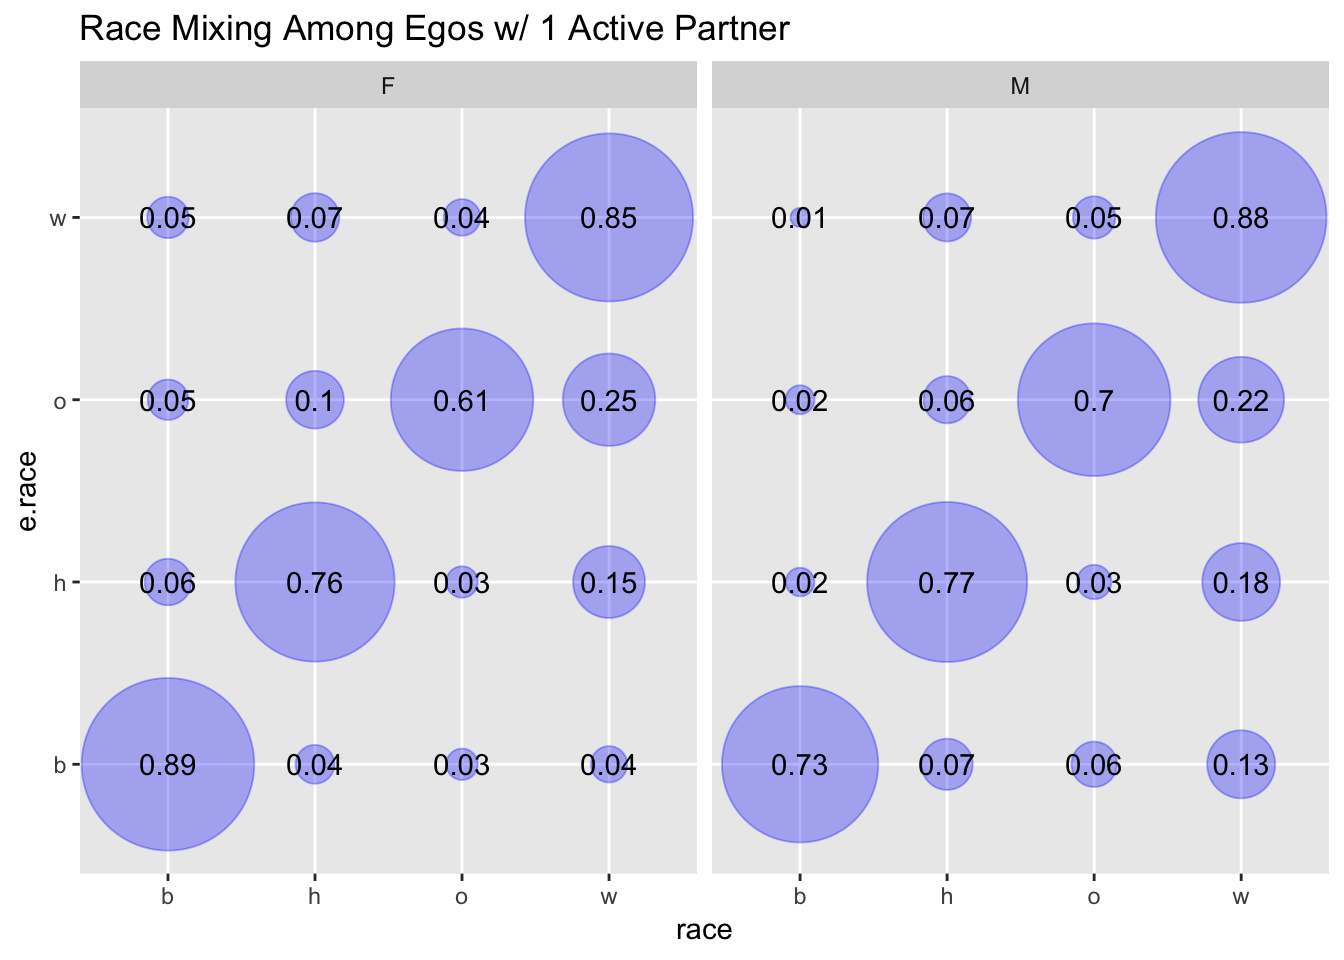 Race Mixing Among Egos w/ 1 Active Partner
F M
w 0.05 0.07 0.04 0.85 0.01 0.07 0.05 0.88
o 0.05 0.1 0.61 0.25 0.02 0.06 0.7 0.22
e.race
h 0.06 0.76 0.03 0.15 0.02 0.77 0.03 0.18
b 0.89 0.04 0.03 0.04 0.73 0.07 0.06 0.13
b h o w b h o w
race